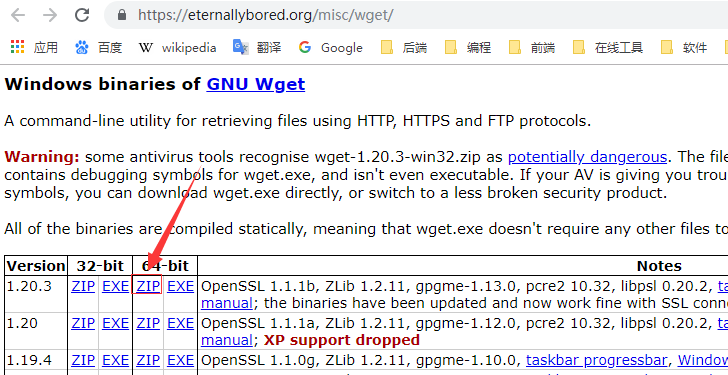 https://eternallybored.org/misc/wget/
应用 百度 wikipedia 翻译 Google 后端 编程 前端 在线工具 软件
Windows binaries of GNU Wget
A command-line utility for retrieving files using HTTP, HTTPS and FTP protocols.
Warning: some antivirus tools recognise wget-1.20.3-win32.zip as potentially dangerous. The file
contains debugging symbols for wget.exe, and isn't even executable. If your AV is giving you trou
symbols, you can download wget.exe directly, or switch to a less broken security product.
All of the binaries are compiled statically, meaning that wget.exe doesn't require any other files to
Version 32-bit 64-bit Notes
1.20.3 ZIP EXE ZIP EXE OpenSSL 1.1.1b, ZLib 1.2.11, gpgme-1.13.0, pcre2 10.32, libpsl 0.20.2, t
manual; the binaries have been updated and now work fine with SSL conn
1.20 ZIP EXE ZIP EXE OpenSSL 1.1.1a, ZLib 1.2.11, gpgme-1.12.0, pcre2 10.32, libpsl 0.20.2, t
manual; XP support dropped
1.19.4 ZIP EXE ZIP EXE OpenSSL 1.1.0g, ZLib 1.2.11, gpgme-1.10.0, taskbar progressbar, Window